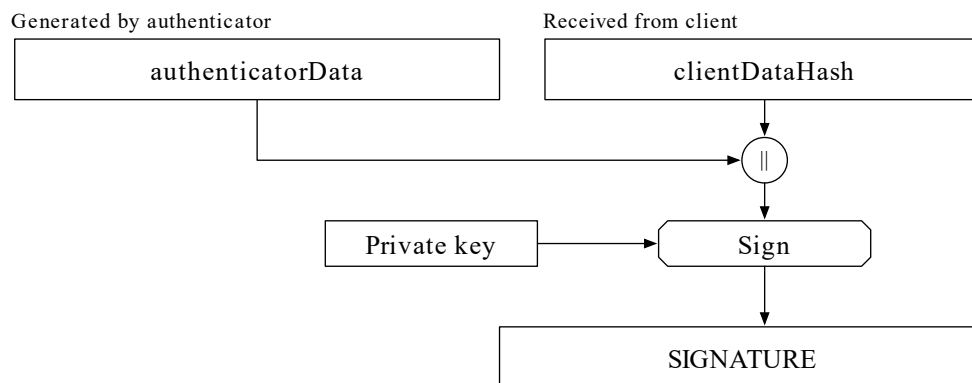 Generated by authenticator
Received from client
authenticatorData
clientDataHash
||
Private key
Sign
SIGNATURE